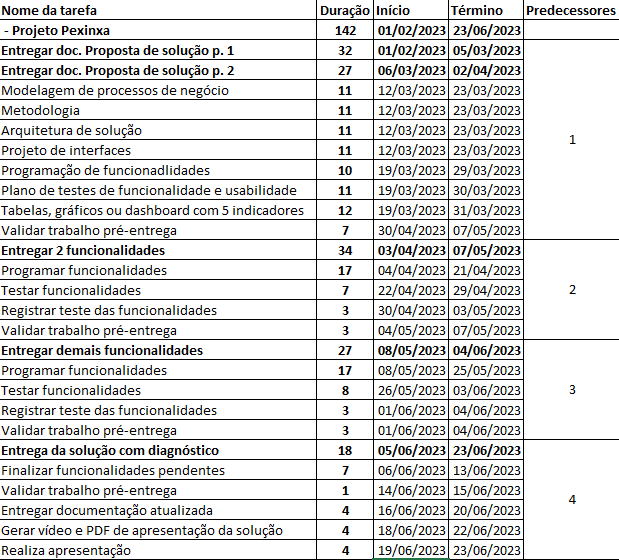 Nome da tarefa Duração Início Término Predecessores
- Projeto Pexinxa 142 01/02/2023 23/06/2023
Entregar doc. Proposta de solução p. 1 32 01/02/2023 05/03/2023
Entregar doc. Proposta de solução p. 2 27 06/03/2023 02/04/2023
Modelagem de processos de negócio 11 12/03/2023 23/03/2023
Metodologia 11 12/03/2023 23/03/2023
Arquitetura de solução 11 12/03/2023 23/03/2023 1
Projeto de interfaces 11 12/03/2023 23/03/2023
Programação de funcionadlidades 10 19/03/2023 29/03/2023
Plano de testes de funcionalidade e usabilidade 11 19/03/2023 30/03/2023
Tabelas, gráficos ou dashboard com 5 indicadores 12 19/03/2023 31/03/2023
Validar trabalho pré-entrega 7 30/04/2023 07/05/2023
Entregar 2 funcionalidades 34 03/04/2023 07/05/2023
Programar funcionalidades 17 04/04/2023 21/04/2023
Testar funcionalidades 7 22/04/2023 29/04/2023 2
Registrar teste das funcionalidades 3 30/04/2023 03/05/2023
Validar trabalho pré-entrega 3 04/05/2023 07/05/2023
Entregar demais funcionalidades 27 08/05/2023 04/06/2023
Programar funcionalidades 17 08/05/2023 25/05/2023
Testar funcionalidades 8 26/05/2023 03/06/2023 3
Registrar teste das funcionalidades 3 01/06/2023 04/06/2023
Validar trabalho pré-entrega 3 01/06/2023 04/06/2023
Entrega da solução com diagnóstico 18 05/06/2023 23/06/2023
Finalizar funcionalidades pendentes 7 06/06/2023 13/06/2023
Validar trabalho pré-entrega 1 14/06/2023 15/06/2023 4
Entregar documentação atualizada 4 16/06/2023 20/06/2023
Gerar vídeo e PDF de apresentação da solução 4 18/06/2023 22/06/2023
Realiza apresentação 4 19/06/2023 23/06/2023